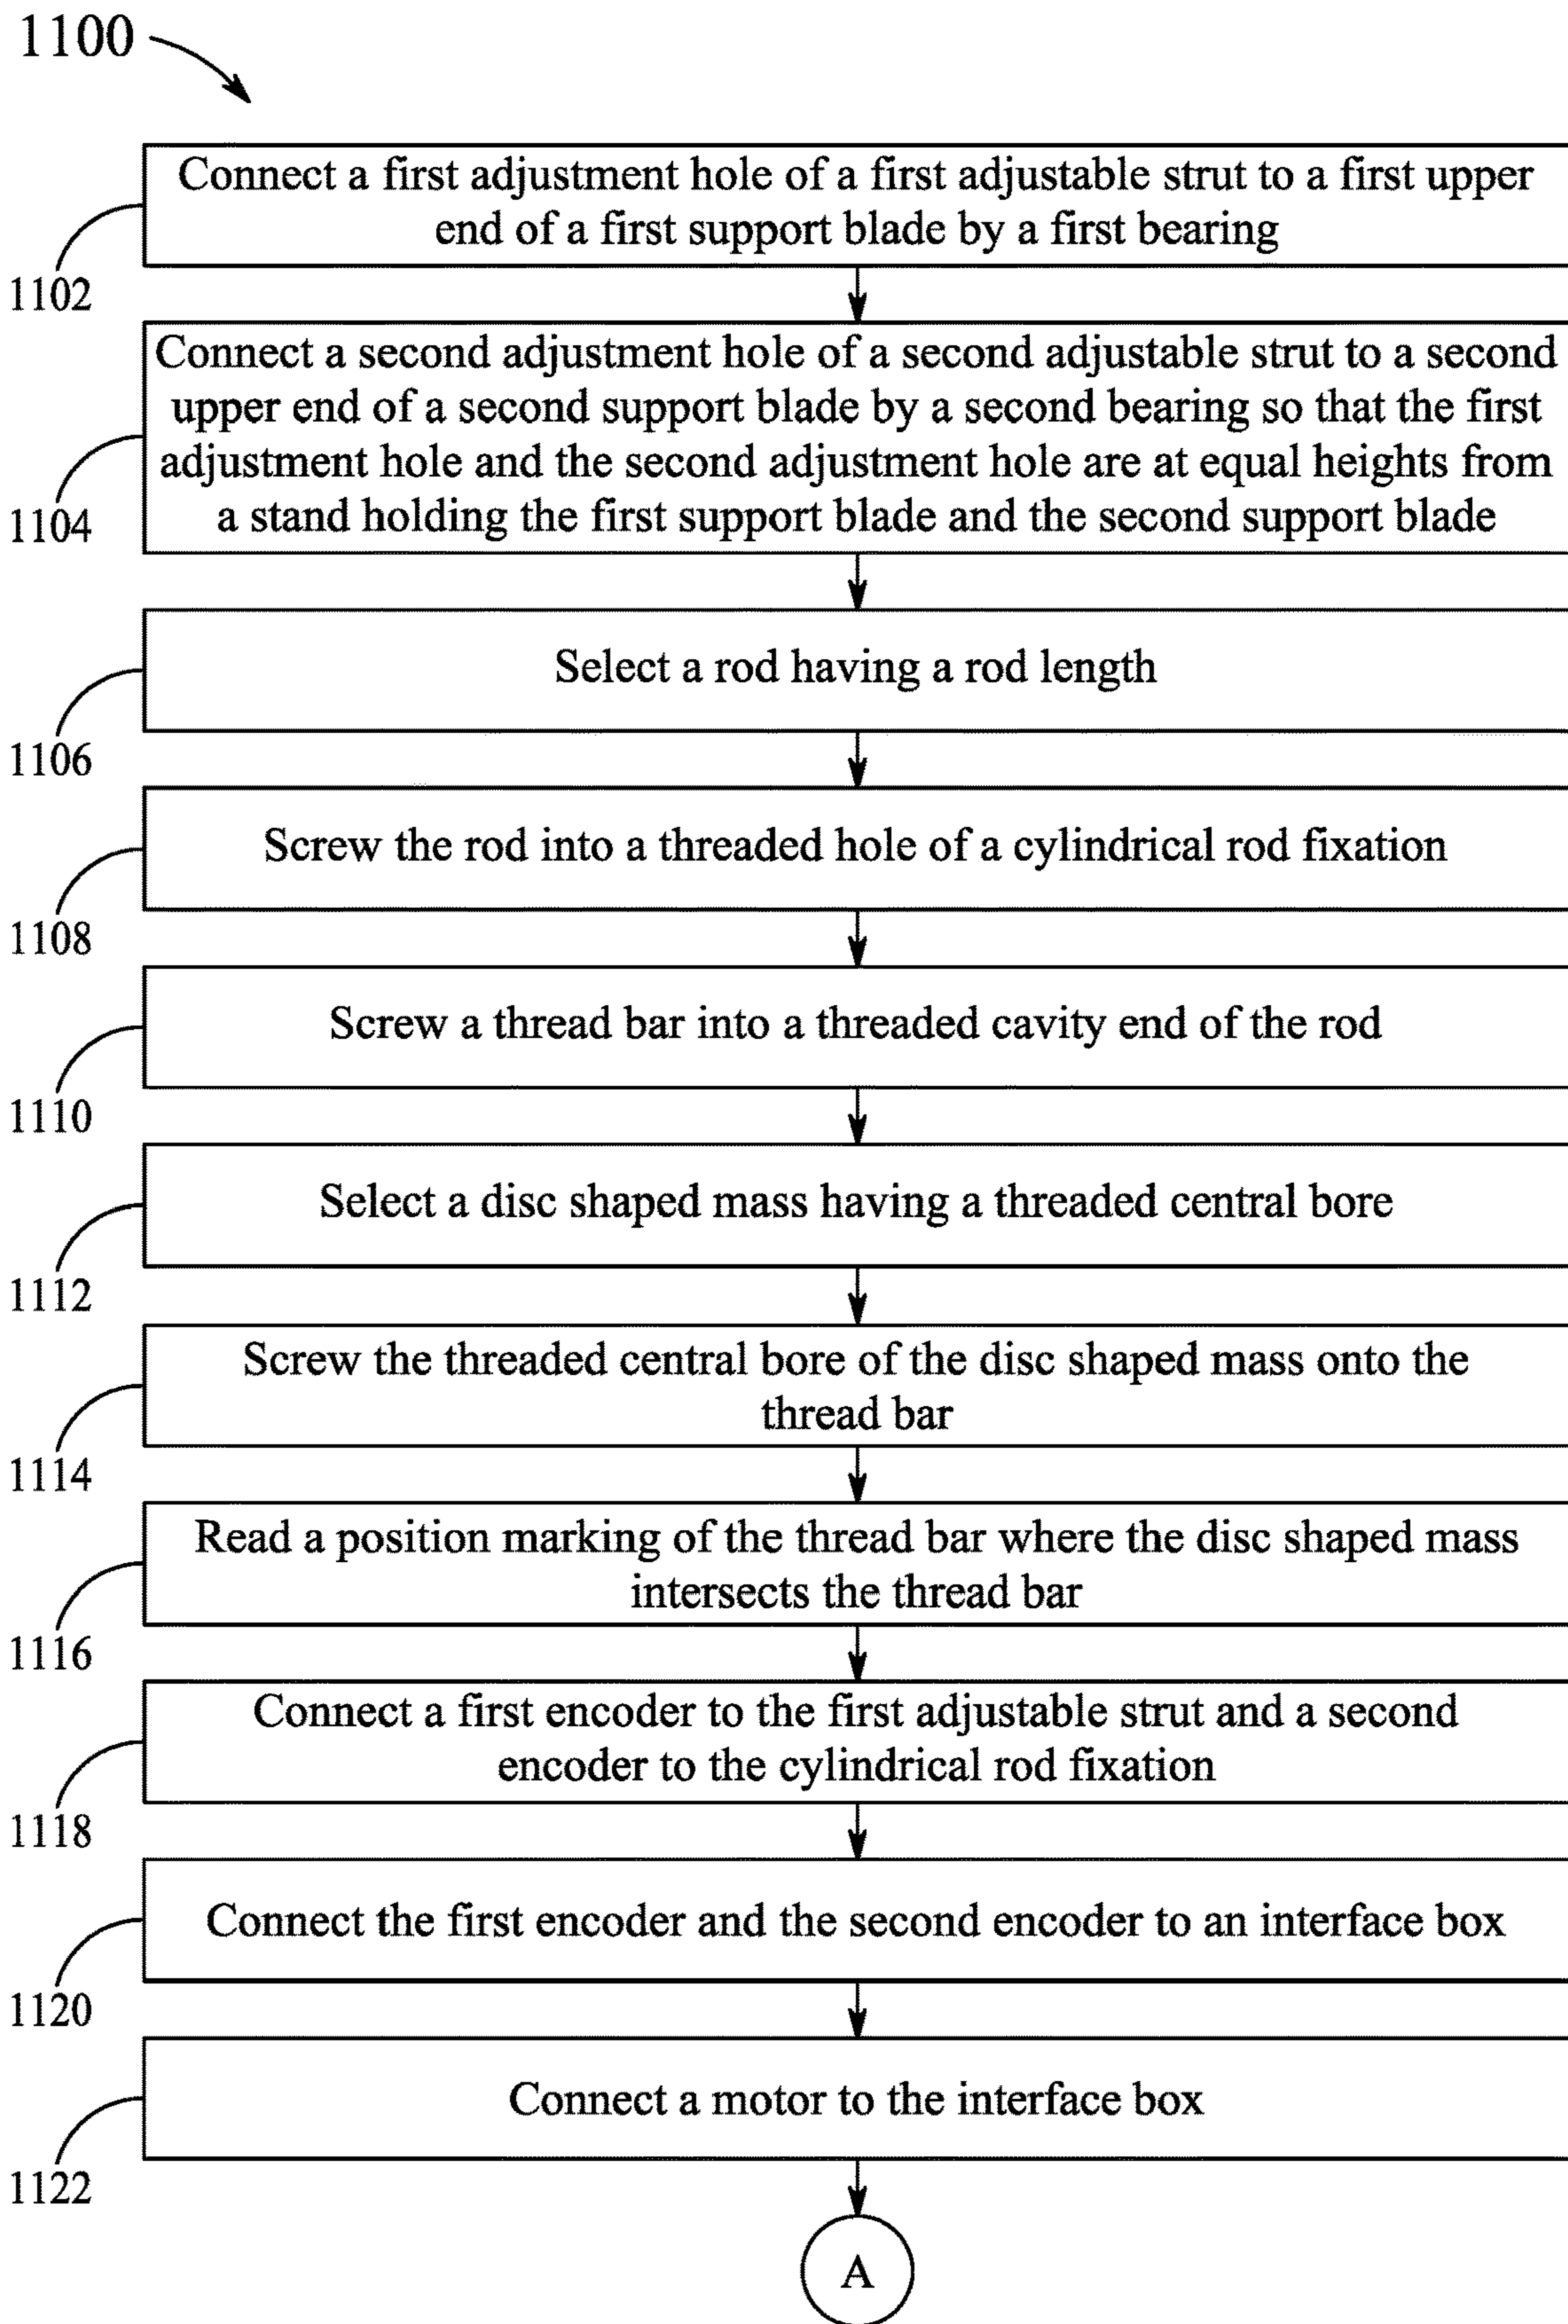 1100
Connect a first adjustment hole of a first adjustable strut to a first upper
end of a first support blade by a first bearing
1102
Connect a second adjustment hole of a second adjustable strut to a second
upper end of a second support blade by a second bearing so that the first
adjustment hole and the second adjustment hole are at equal heights from
a stand holding the first support blade and the second support blade
1104
Select a rod having a rod length
1106
Screw the rod into a threaded hole of a cylindrical rod fixation
1108
Screw a thread bar into a threaded cavity end of the rod
1110
Select a disc shaped mass having a threaded central bore
1112
Screw the threaded central bore of the disc shaped mass onto the
thread bar
1114
Read a position marking of the thread bar where the disc shaped mass
intersects the thread bar
1116
Connect a first encoder to the first adjustable strut and a second
encoder to the cylindrical rod fixation
1118
Connect the first encoder and the second encoder to an interface box
1120
Connect a motor to the interface box
1122
A